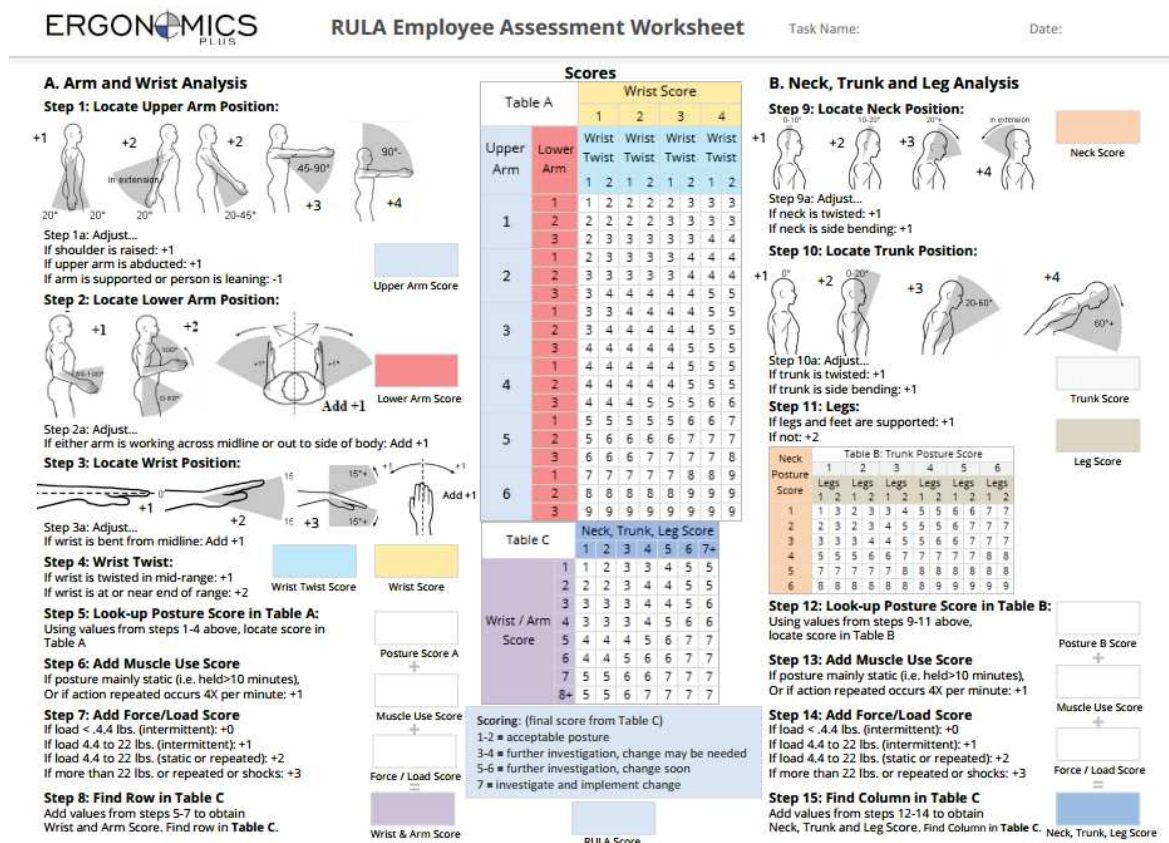 ERGONOMICS
PLUS
RULA Employee Assessment Worksheet
Task Name:
Date:
A. Arm and Wrist Analysis
Step 1: Locate Upper Arm Position:
+1
+2
+2
+3
+4
20°
20°
in extension
20°
20-45°
45-90°
90°-
Step 1a: Adjust...
If shoulder is raised: +1
If upper arm is abducted: +1
If arm is supported or person is leaning: -1
Upper Arm Score
Step 2: Locate Lower Arm Position:
+1
+2
100°
0-60°
+1°
+1°
Add +1
Lower Arm Score
Step 2a: Adjust...
If either arm is working across midline or out to side of body: Add +1
Step 3: Locate Wrist Position:
+1
0°
+2
15
15
+3
15°+
15°+
+1
+1
Add +1
Step 3a: Adjust...
If wrist is bent from midline: Add +1
Step 4: Wrist Twist:
If wrist is twisted in mid-range: +1
If wrist is at or near end of range: +2
Wrist Twist Score
Wrist Score
Step 5: Look-up Posture Score in Table A:
Using values from steps 1-4 above, locate score in
Table A
Posture Score A
+
Step 6: Add Muscle Use Score
If posture mainly static (i.e. held>10 minutes),
Or if action repeated occurs 4X per minute: +1
Muscle Use Score
+
Step 7: Add Force/Load Score
If load < .4.4 lbs. (intermittent): +0
If load 4.4 to 22 lbs. (intermittent): +1
If load 4.4 to 22 lbs. (static or repeated): +2
If more than 22 lbs. or repeated or shocks: +3
Force / Load Score
=
Step 8: Find Row in Table C
Add values from steps 5-7 to obtain
Wrist and Arm Score. Find row in Table C.
Wrist & Arm Score
Scores
Table A
Wrist Score
1 2 3 4
Upper Arm
Lower Arm
Wrist Twist Wrist Twist Wrist Twist Wrist Twist
1 2 1 2 1 2 1 2
1 1 1 2 2 2 2 3 3 3
2 2 2 2 2 3 3 3 3
3 2 3 3 3 3 3 4 4
2 1 2 3 3 3 3 4 4 4
2 3 3 3 3 3 4 4 4
3 3 4 4 4 4 4 5 5
3 1 3 3 4 4 4 4 5 5
2 3 4 4 4 4 4 5 5
3 4 4 4 4 4 5 5 5
4 1 4 4 4 4 4 5 5 5
2 4 4 4 4 4 5 5 5
3 4 4 4 5 5 5 6 6
5 1 5 5 5 5 5 6 6 7
2 5 6 6 6 6 7 7 7
3 6 6 6 7 7 7 7 8
6 1 7 7 7 7 7 8 8 9
2 8 8 8 8 8 9 9 9
3 9 9 9 9 9 9 9 9
Table C
Neck, Trunk, Leg Score
1 2 3 4 5 6 7+
Wrist / Arm Score
1 1 2 3 3 4 5 5
2 2 2 3 4 4 5 5
3 3 3 3 4 4 5 6
4 3 3 3 4 5 6 6
5 4 4 4 5 6 7 7
6 4 4 5 6 6 7 7
7 5 5 6 6 7 7 7
8+ 5 5 6 7 7 7 7
Scoring: (final score from Table C)
1-2 = acceptable posture
3-4 = further investigation, change may be needed
5-6 = further investigation, change soon
7 = investigate and implement change
RULA Score
B. Neck, Trunk and Leg Analysis
Step 9: Locate Neck Position:
+1
0-10°
+2
10-20°
+3
20°+
+4
in extension
Neck Score
Step 9a: Adjust...
If neck is twisted: +1
If neck is side bending: +1
Step 10: Locate Trunk Position:
+1
0°
+2
0-20°
+3
20-60°
+4
60°+
Step 10a: Adjust...
If trunk is twisted: +1
If trunk is side bending: +1
Trunk Score
Step 11: Legs:
If legs and feet are supported: +1
If not: +2
Leg Score
Neck Posture Score
Table B: Trunk Posture Score
1 2 3 4 5 6
Legs Legs Legs Legs Legs Legs
1 2 1 2 1 2 1 2 1 2 1 2
1 1 3 2 3 3 4 5 5 6 6 7 7
2 2 3 2 3 4 5 5 5 6 7 7 7
3 3 3 3 4 4 5 5 6 6 7 7 7
4 5 5 5 6 6 7 7 7 7 7 8 8
5 7 7 7 7 7 8 8 8 8 8 8 8
6 8 8 8 8 8 8 8 9 9 9 9 9
Step 12: Look-up Posture Score in Table B:
Using values from steps 9-11 above,
locate score in Table B
Posture B Score
+
Step 13: Add Muscle Use Score
If posture mainly static (i.e. held>10 minutes),
Or if action repeated occurs 4X per minute: +1
Muscle Use Score
+
Step 14: Add Force/Load Score
If load < .4.4 lbs. (intermittent): +0
If load 4.4 to 22 lbs. (intermittent): +1
If load 4.4 to 22 lbs. (static or repeated): +2
If more than 22 lbs. or repeated or shocks: +3
Force / Load Score
=
Step 15: Find Column in Table C
Add values from steps 12-14 to obtain
Neck, Trunk and Leg Score. Find Column in Table C.
Neck, Trunk, Leg Score